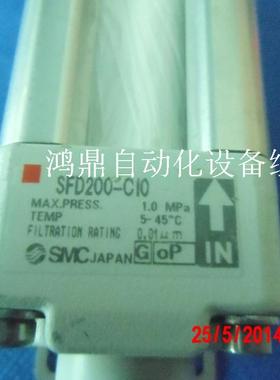 SFD200-C10
鸿鼎自动化设备经
MAX.PRESS. 1.0 MPa
TEMP 5-45°C
FILTRATION RATING 0.01μm
SMC JAPAN G oP IN
25/5/2014